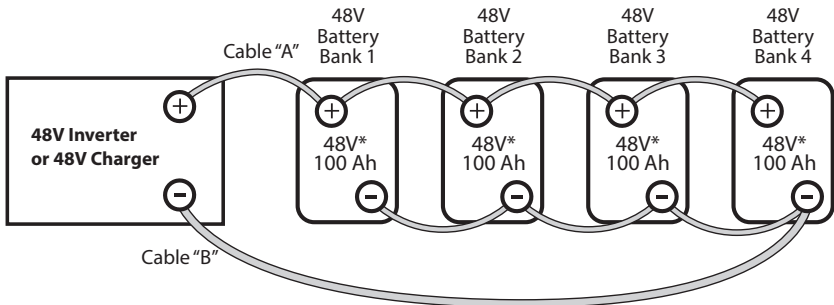 48V
Battery
Bank 1
48V
Battery
Bank 2
48V
Battery
Bank 3
48V
Battery
Bank 4
Cable “A”
+
+
+
+
+
48V Inverter
or 48V Charger
48V*
100 Ah
48V*
100 Ah
48V*
100 Ah
48V*
100 Ah
-
-
-
-
-
Cable “B”